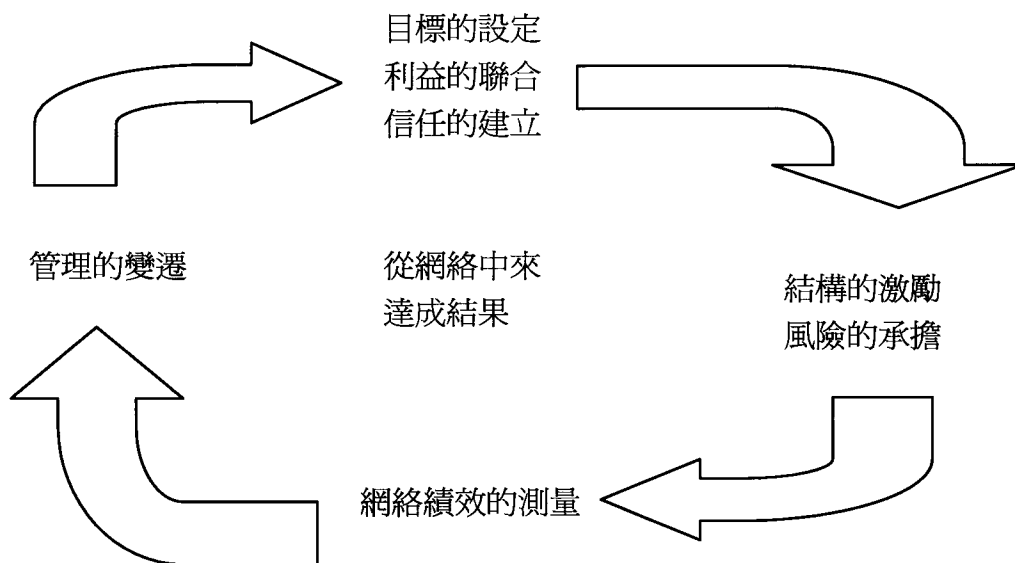 目標的設定
利益的聯合
信任的建立
管理的變遷
從網絡中來
達成結果
結構的激勵
風險的承擔
網絡績效的測量